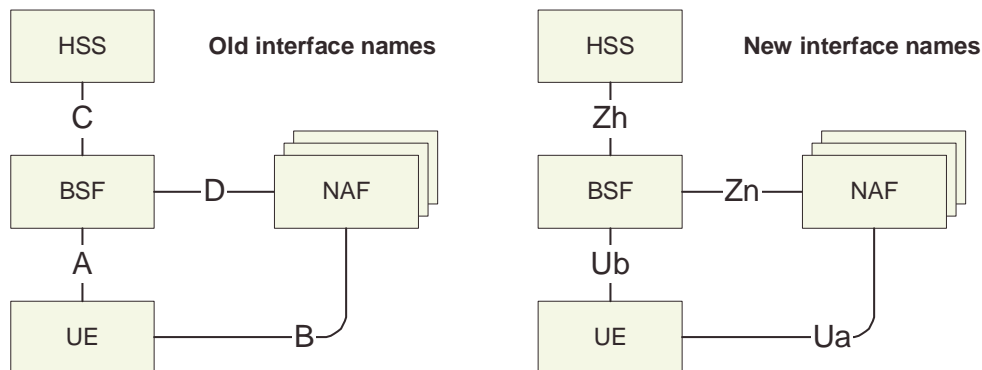 HSS
Old interface names
C
BSF
D
NAF
A
UE
B
HSS
New interface names
Zh
BSF
Zn
NAF
Ub
UE
Ua